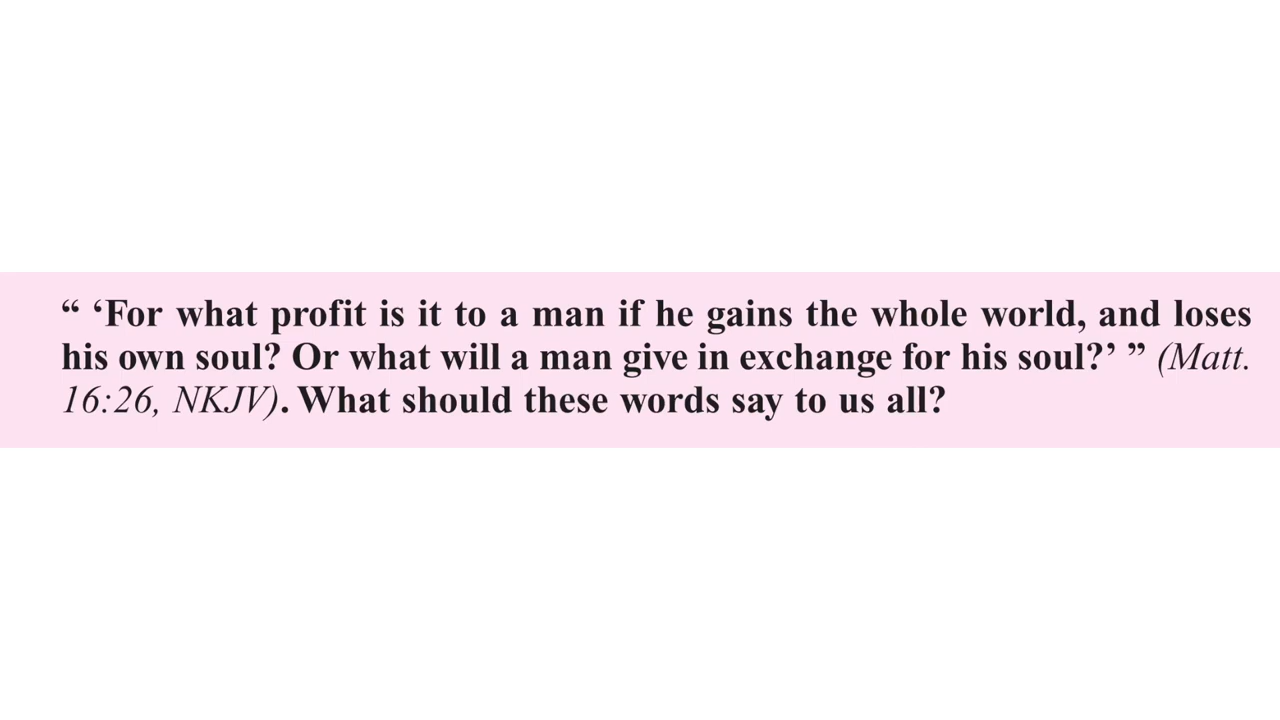 “ ‘For what profit is it to a man if he gains the whole world, and loses
his own soul? Or what will a man give in exchange for his soul?’ ” (Matt.
16:26, NKJV). What should these words say to us all?